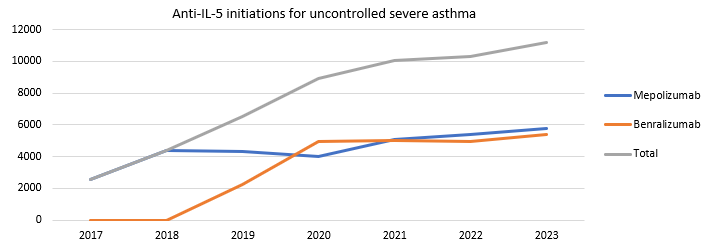 Anti-IL-5 initiations for uncontrolled severe asthma
12000
10000
8000
6000
4000
2000
0
2017 2018 2019 2020 2021 2022 2023
Mepolizumab
Benralizumab
Total